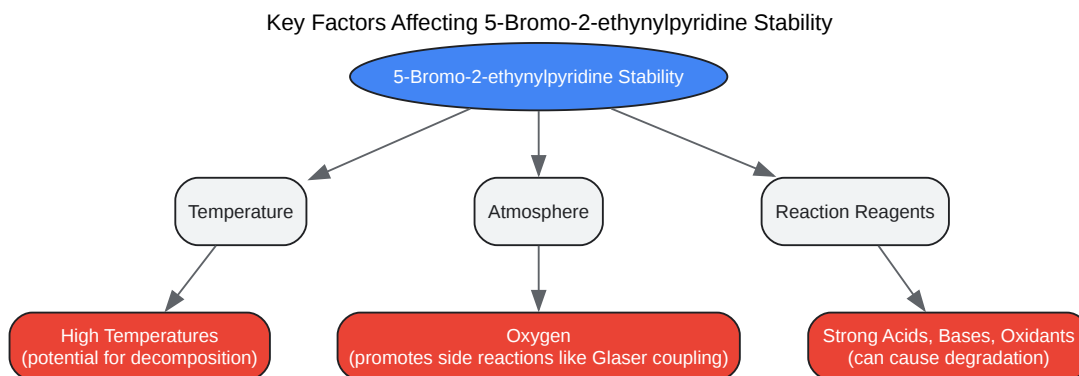 Key Factors Affecting 5-Bromo-2-ethynylpyridine Stability
5-Bromo-2-ethynylpyridine Stability
Temperature
Atmosphere
Reaction Reagents
High Temperatures
(potential for decomposition)
Oxygen
(promotes side reactions like Glaser coupling)
Strong Acids, Bases, Oxidants
(can cause degradation)